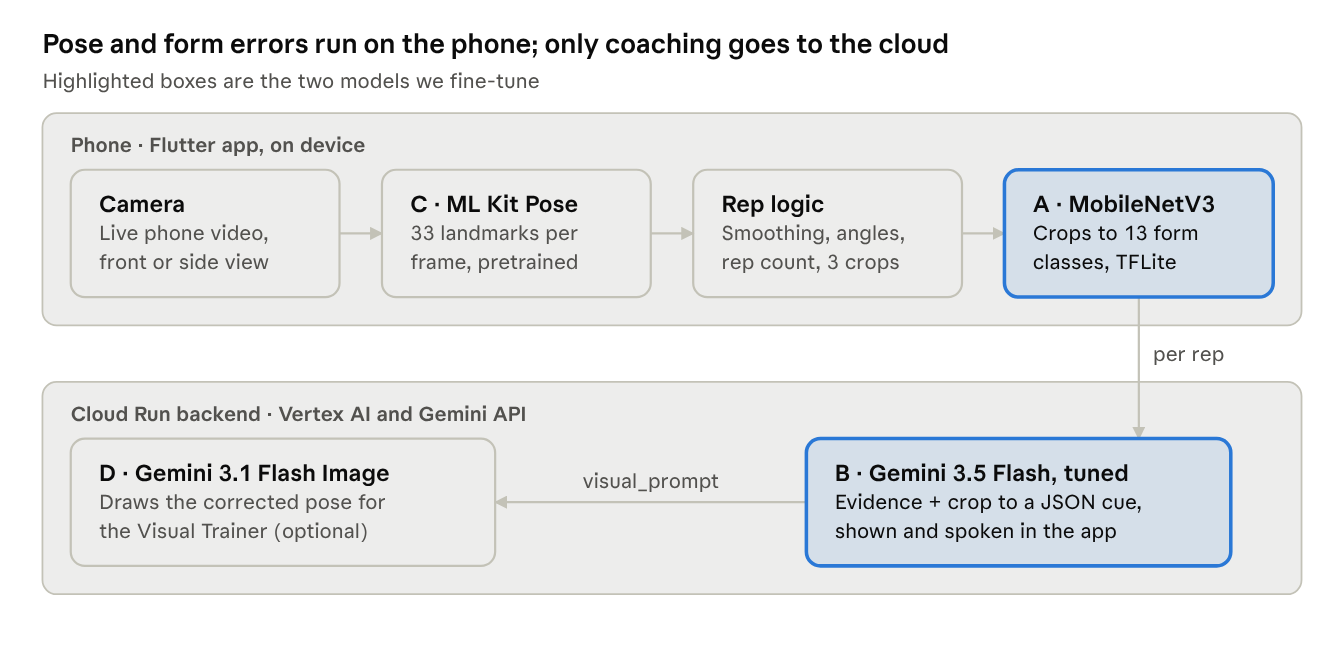 Pose and form errors run on the phone; only coaching goes to the cloud
Highlighted boxes are the two models we fine-tune
Phone · Flutter app, on device
Camera
Live phone video,
front or side view
C · ML Kit Pose
33 landmarks per
frame, pretrained
Rep logic
Smoothing, angles,
rep count, 3 crops
A · MobileNetV3
Crops to 13 form
classes, TFLite
per rep
Cloud Run backend · Vertex AI and Gemini API
D · Gemini 3.1 Flash Image
Draws the corrected pose for
the Visual Trainer (optional)
visual_prompt
B · Gemini 3.5 Flash, tuned
Evidence + crop to a JSON cue,
shown and spoken in the app